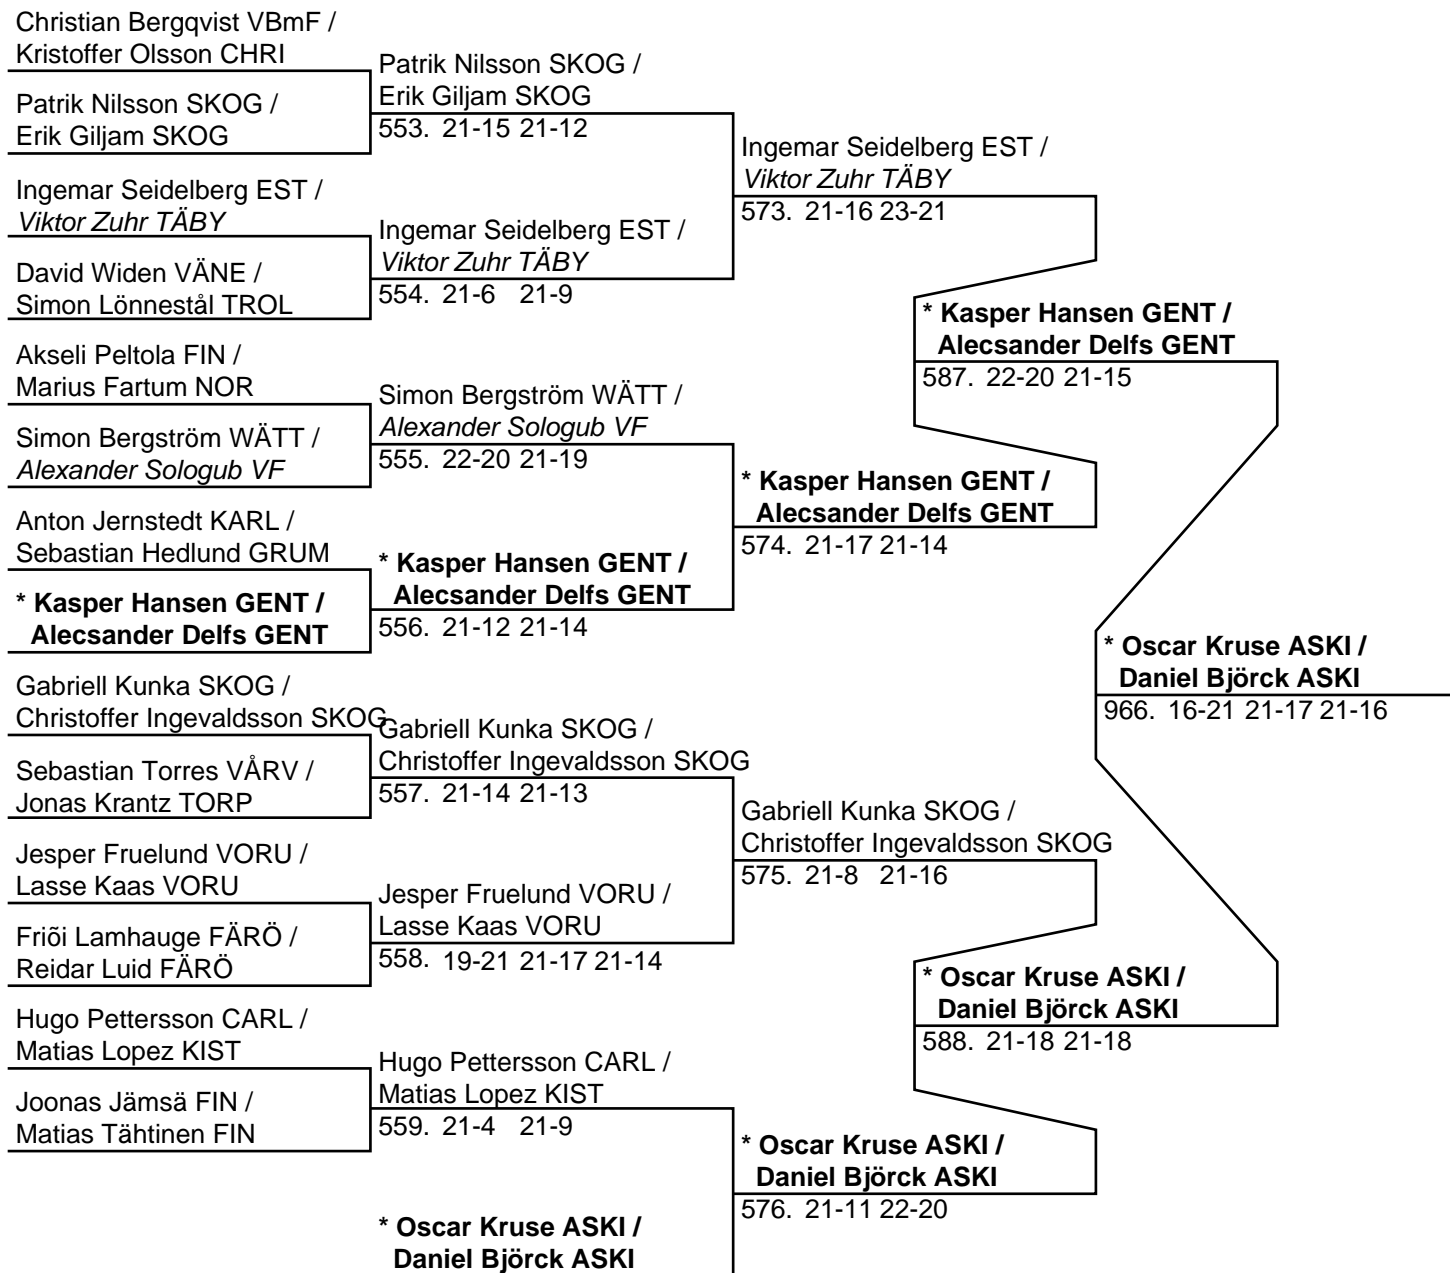 Christian Bergqvist VBmF /
Kristoffer Olsson CHRI
Patrik Nilsson SKOG /
Erik Giljam SKOG
Ingemar Seidelberg EST /
Viktor Zuhr TÄBY
David Widen VÄNE /
Simon Lönnestål TROL
Akseli Peltola FIN /
Marius Fartum NOR
Simon Bergström WÄTT /
Alexander Sologub VF
Anton Jernstedt KARL /
Sebastian Hedlund GRUM
* Kasper Hansen GENT /
Alecsander Delfs GENT
Gabriell Kunka SKOG /
Christoffer Ingevaldsson SKOG
Sebastian Torres VÅRV /
Jonas Krantz TORP
Jesper Fruelund VORU /
Lasse Kaas VORU
Friõi Lamhauge FÄRÖ /
Reidar Luid FÄRÖ
Hugo Pettersson CARL /
Matias Lopez KIST
Joonas Jämsä FIN /
Matias Tähtinen FIN
Patrik Nilsson SKOG /
Erik Giljam SKOG
553. 21-15 21-12
Ingemar Seidelberg EST /
Viktor Zuhr TÄBY
554. 21-6 21-9
Simon Bergström WÄTT /
Alexander Sologub VF
555. 22-20 21-19
* Kasper Hansen GENT /
Alecsander Delfs GENT
556. 21-12 21-14
Gabriell Kunka SKOG /
Christoffer Ingevaldsson SKOG
557. 21-14 21-13
Jesper Fruelund VORU /
Lasse Kaas VORU
558. 19-21 21-17 21-14
Hugo Pettersson CARL /
Matias Lopez KIST
559. 21-4 21-9
* Oscar Kruse ASKI /
Daniel Björck ASKI
Ingemar Seidelberg EST /
Viktor Zuhr TÄBY
573. 21-16 23-21
* Kasper Hansen GENT /
Alecsander Delfs GENT
574. 21-17 21-14
Gabriell Kunka SKOG /
Christoffer Ingevaldsson SKOG
575. 21-8 21-16
* Oscar Kruse ASKI /
Daniel Björck ASKI
576. 21-11 22-20
* Kasper Hansen GENT /
Alecsander Delfs GENT
587. 22-20 21-15
* Oscar Kruse ASKI /
Daniel Björck ASKI
588. 21-18 21-18
* Oscar Kruse ASKI /
Daniel Björck ASKI
966. 16-21 21-17 21-16